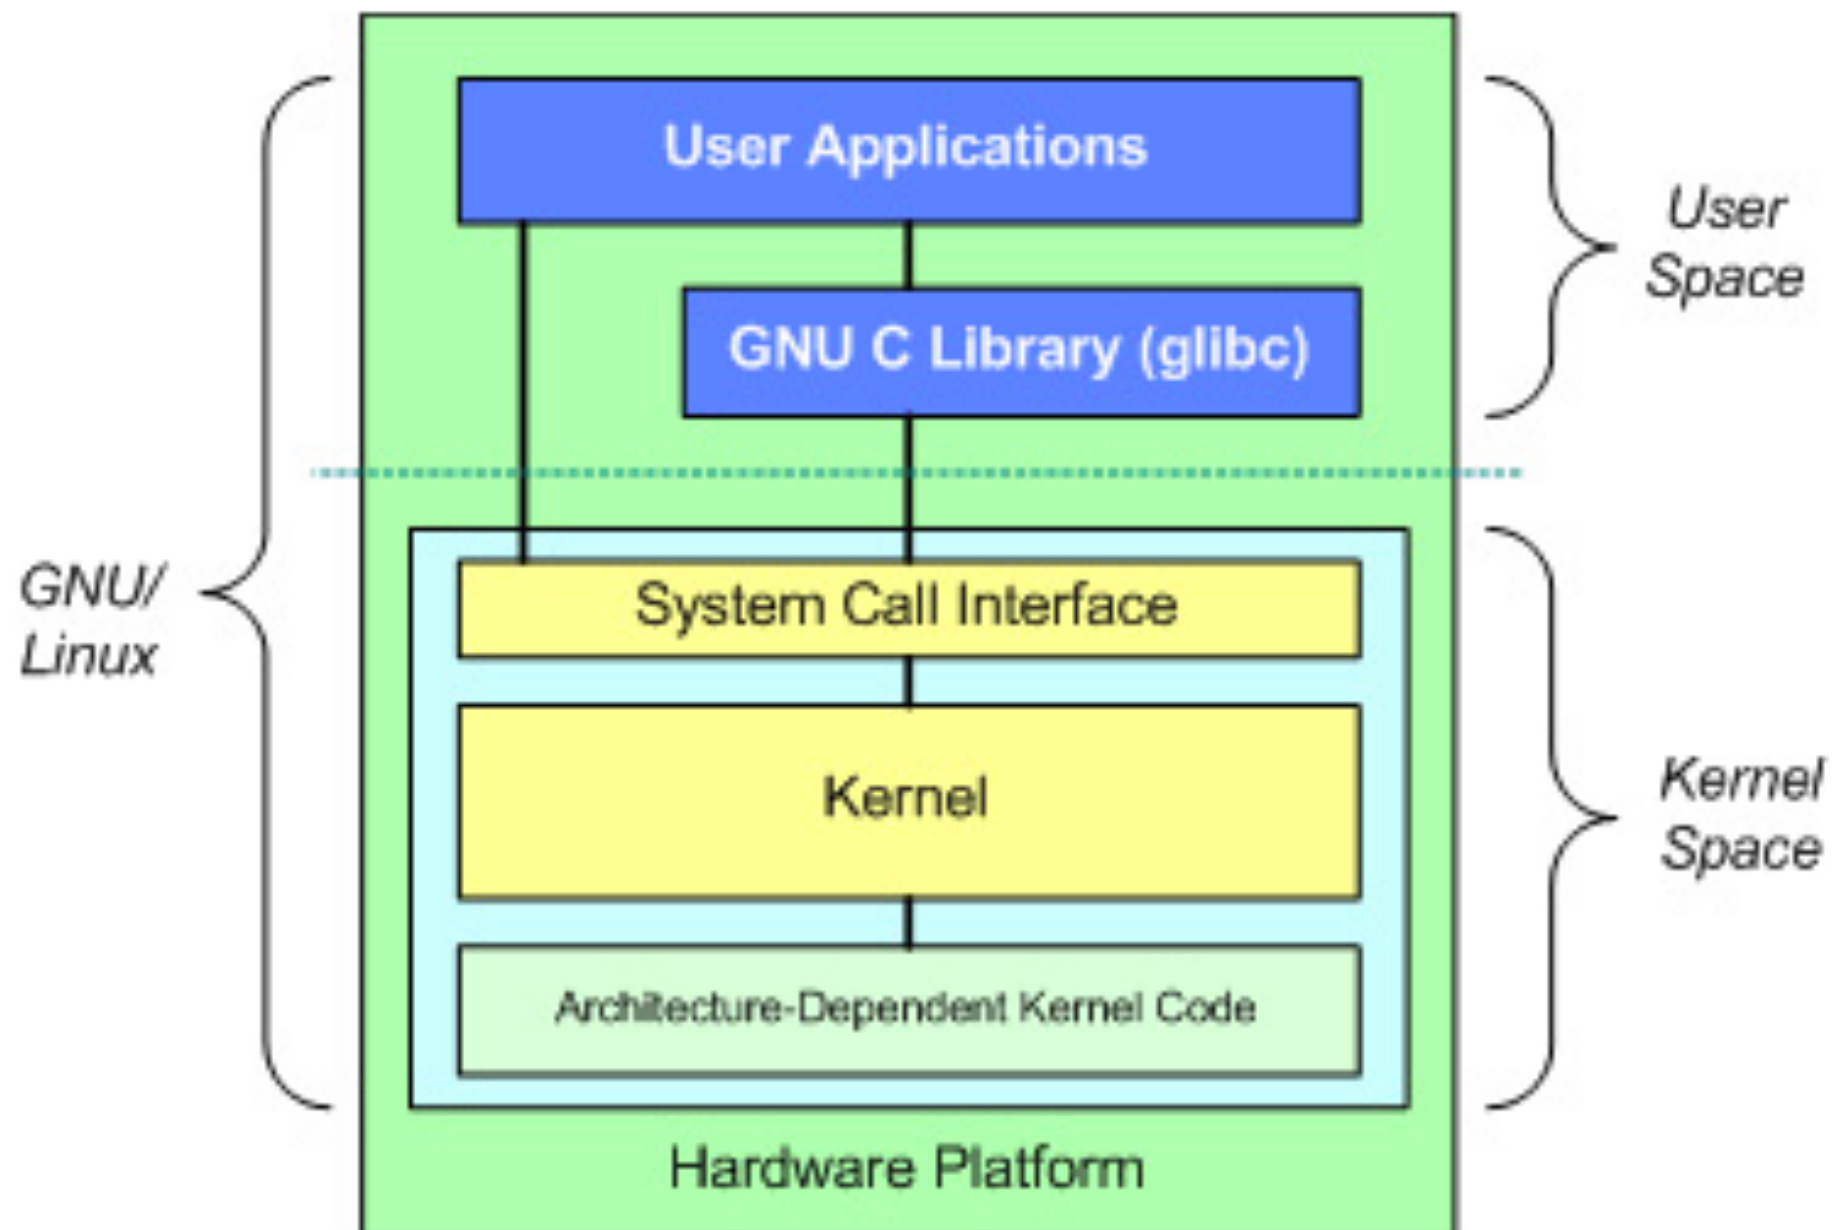 User Applications
GNU C Library (glibc)
System Call Interface
Kernel
Architecture-Dependent Kernel Code
Hardware Platform
GNU/
Linux
User
Space
Kernel
Space